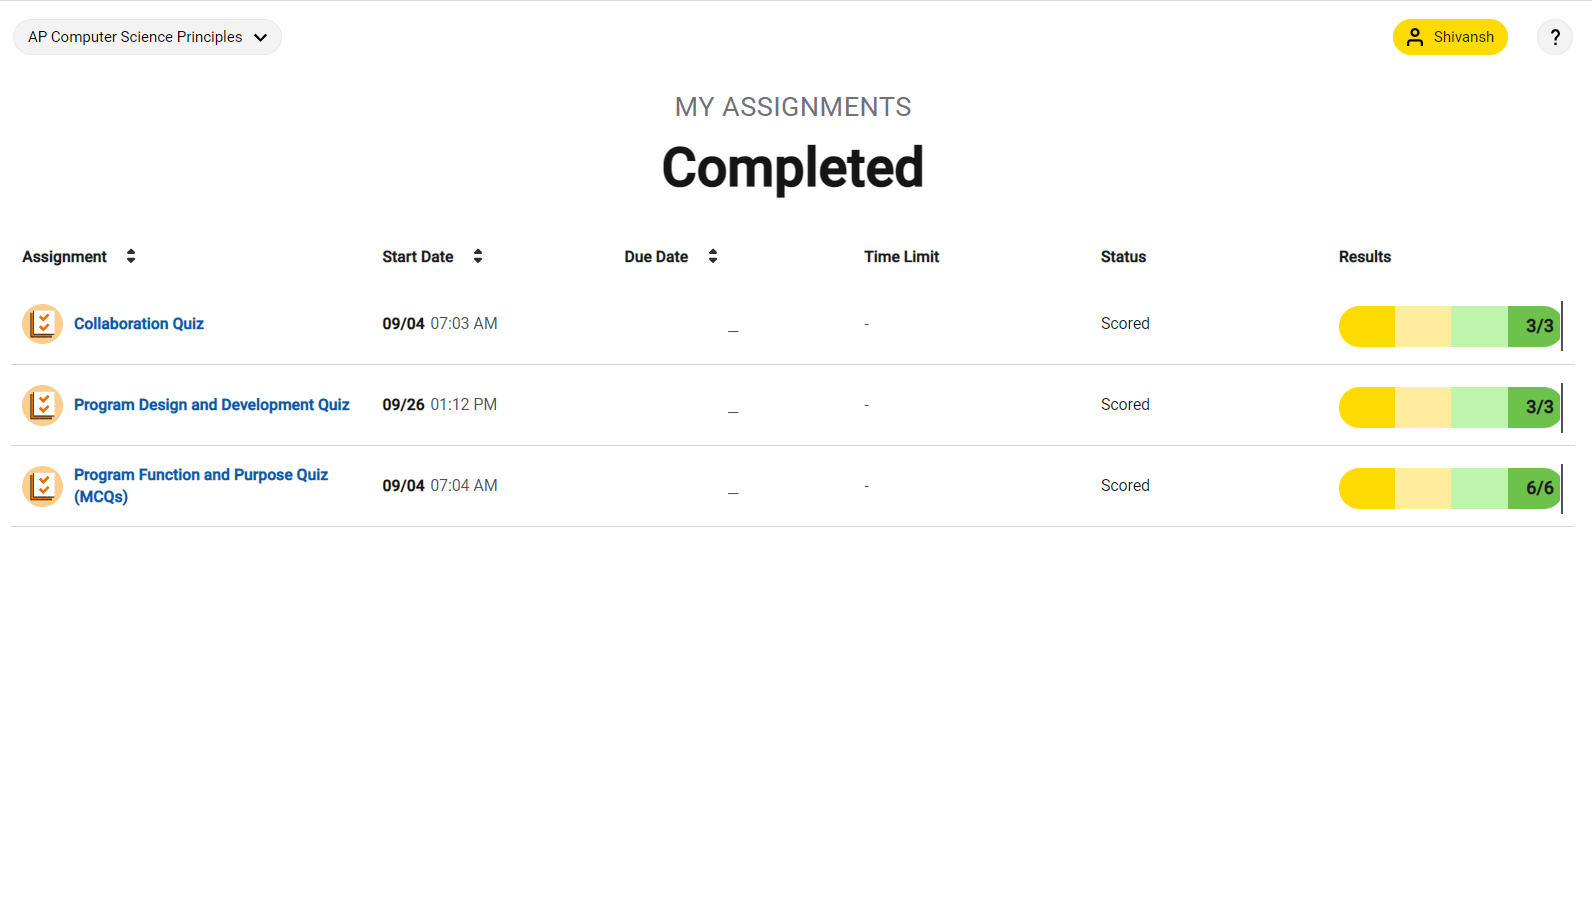 AP Computer Science Principles
Shivansh
?
MY ASSIGNMENTS
Completed
Assignment Start Date Due Date Time Limit Status Results
Collaboration Quiz 09/04 07:03 AM _ - Scored 3/3
Program Design and Development Quiz 09/26 01:12 PM _ - Scored 3/3
Program Function and Purpose Quiz
(MCQs) 09/04 07:04 AM _ - Scored 6/6